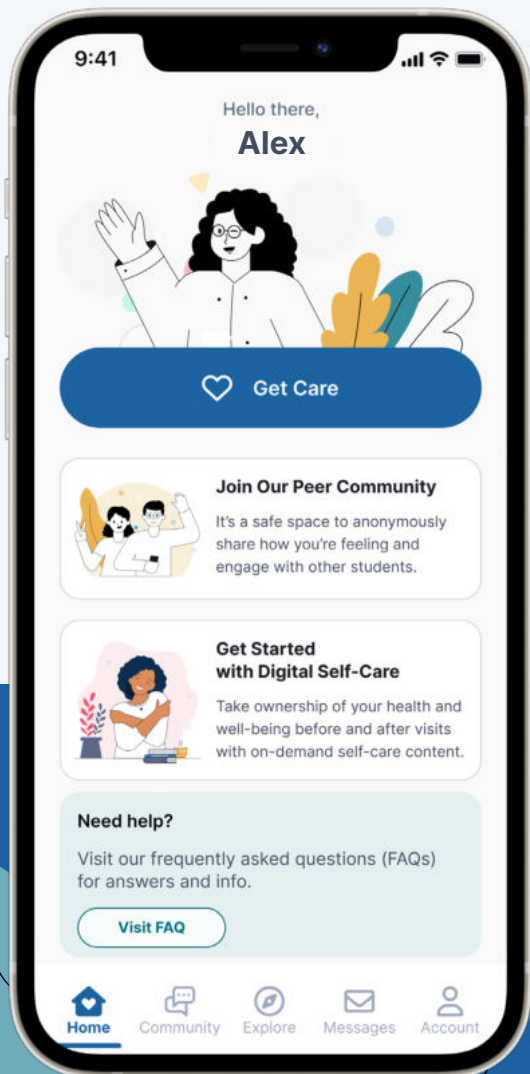 9:41
Hello there,
Alex
Get Care
Join Our Peer Community
It's a safe space to anonymously
share how you're feeling and
engage with other students.
Get Started
with Digital Self-Care
Take ownership of your health and
well-being before and after visits
with on-demand self-care content.
Need help?
Visit our frequently asked questions (FAQs)
for answers and info.
Visit FAQ
Home Community Explore Messages Account